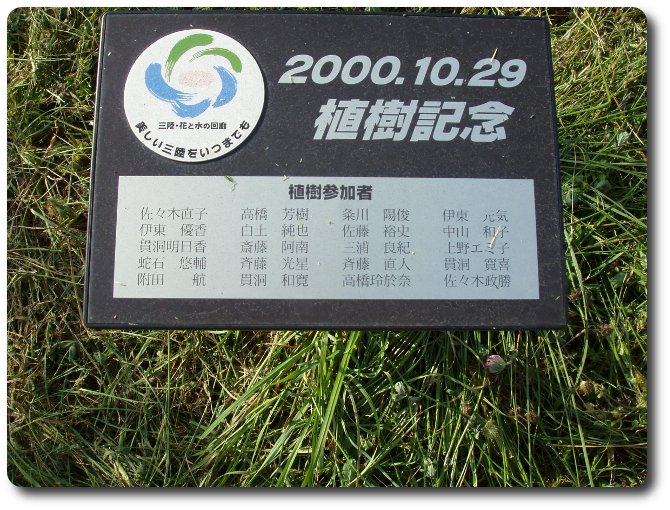 2000.10.29
植樹記念
三陸・花と水の回廊
美しい三陸をいつまでも
植樹参加者
佐々木直子 高橋 芳樹 粂川 陽俊 伊東 元気
伊東 優香 白土 純也 佐藤 裕史 中山 和子
貫洞明日香 斎藤 阿南 三浦 良紀 上野エミ子
蛇石 悠輔 斉藤 光星 斉藤 直人 貫洞 寛喜
附田 航 貫洞 和寛 高橋玲於奈 佐々木政勝